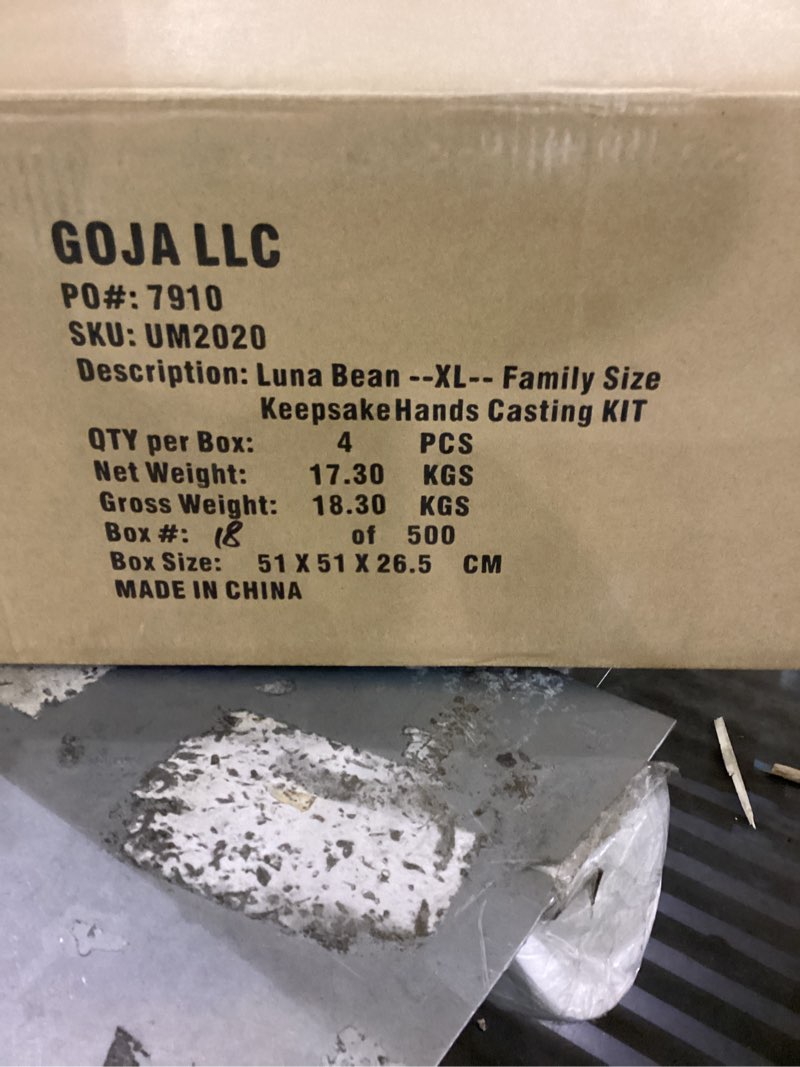 GOJA LLC
PO#: 7910
SKU: UM2020
Description: Luna Bean --XL-- Family Size
Keepsake Hands Casting KIT
QTY per Box: 4 PCS
Net Weight: 17.30 KGS
Gross Weight: 18.30 KGS
Box #: 18 of 500
Box Size: 51 X 51 X 26.5 CM
MADE IN CHINA